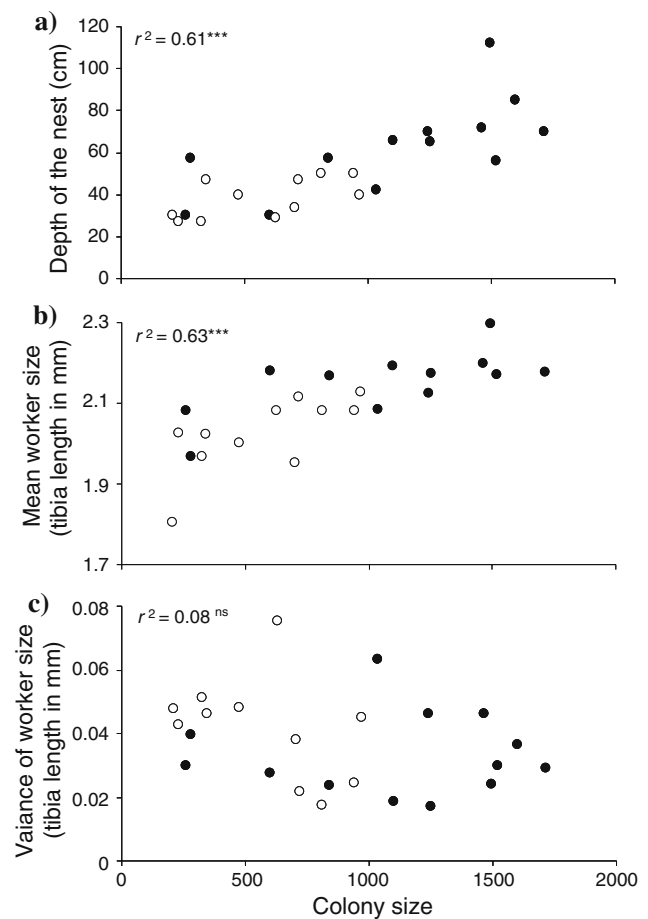 a)
r² = 0.61***
Depth of the nest (cm)
120
100
80
60
40
20
0
b)
r² = 0.63***
Mean worker size
(tibia length in mm)
2.3
2.1
1.9
1.7
c)
r² = 0.08 ns
Vaiance of worker size
(tibia length in mm)
0.08
0.06
0.04
0.02
0
0 500 1000 1500 2000
Colony size